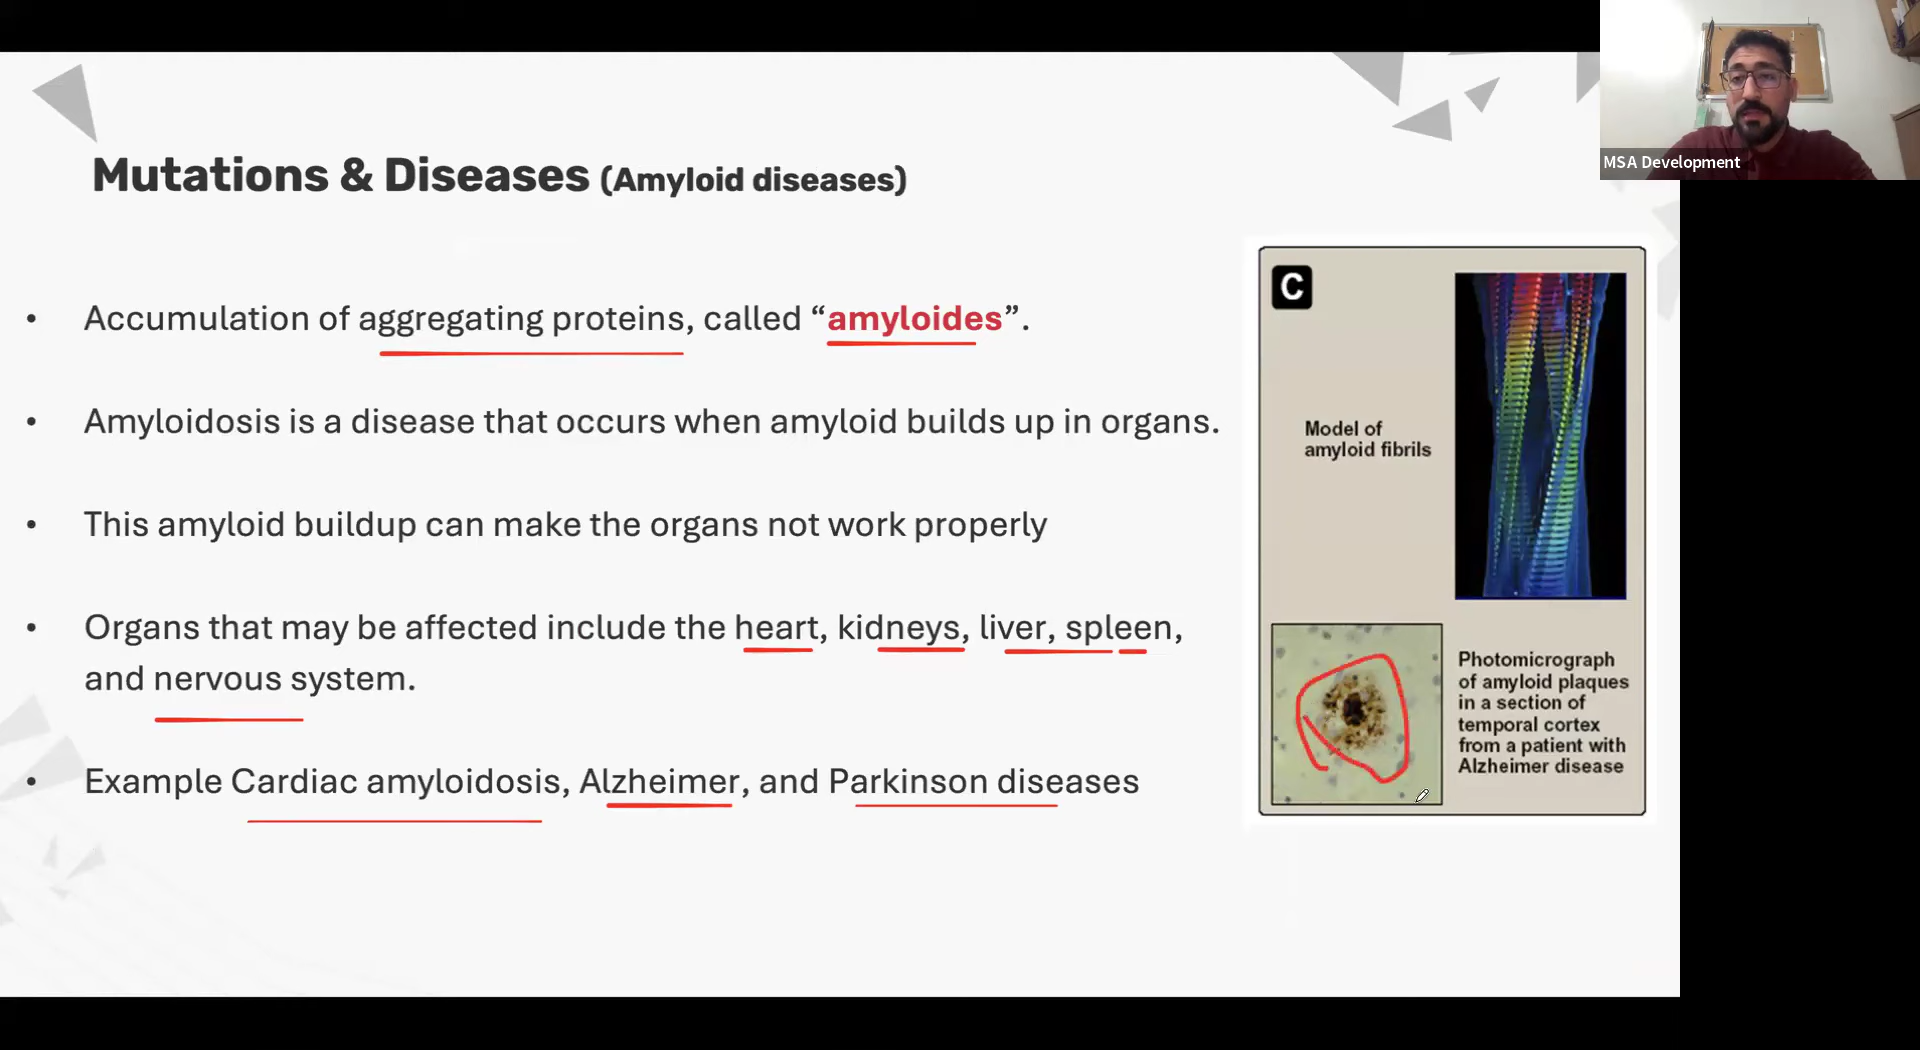 MSA Development
Mutations & Diseases (Amyloid diseases)
• Accumulation of aggregating proteins, called “amyloides”.
• Amyloidosis is a disease that occurs when amyloid builds up in organs.
• This amyloid buildup can make the organs not work properly
• Organs that may be affected include the heart, kidneys, liver, spleen,
and nervous system.
• Example Cardiac amyloidosis, Alzheimer, and Parkinson diseases
C
Model of
amyloid fibrils
Photomicrograph
of amyloid plaques
in a section of
temporal cortex
from a patient with
Alzheimer disease